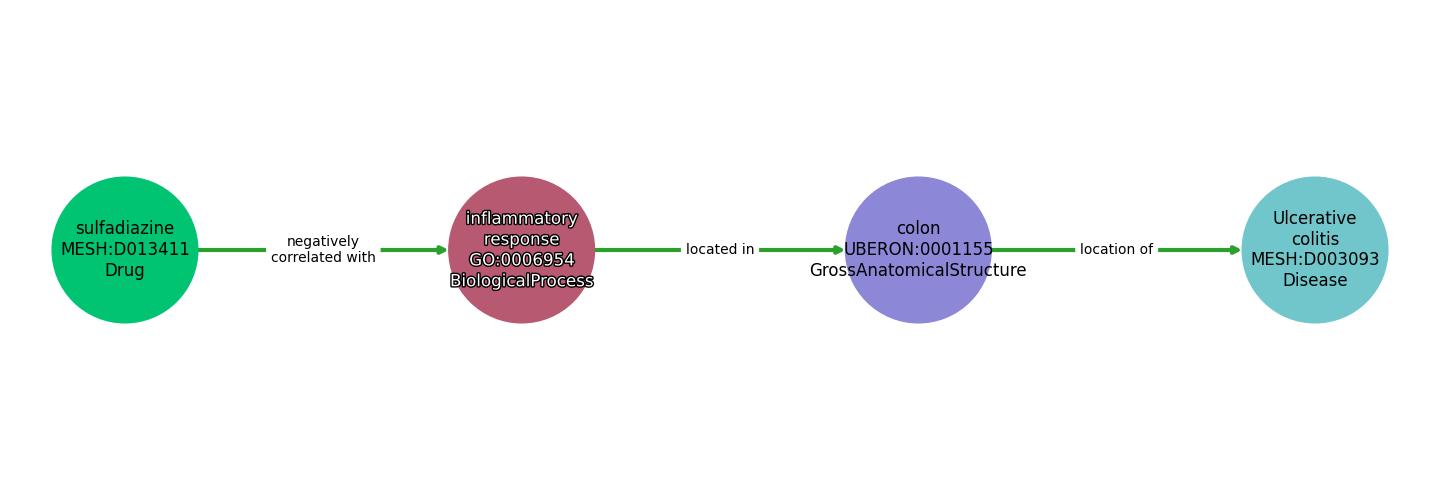 sulfadiazine
MESH:D013411
Drug
negatively
correlated with
inflammatory
response
GO:0006954
BiologicalProcess
located in
colon
UBERON:0001155
GrossAnatomicalStructure
location of
Ulcerative
colitis
MESH:D003093
Disease